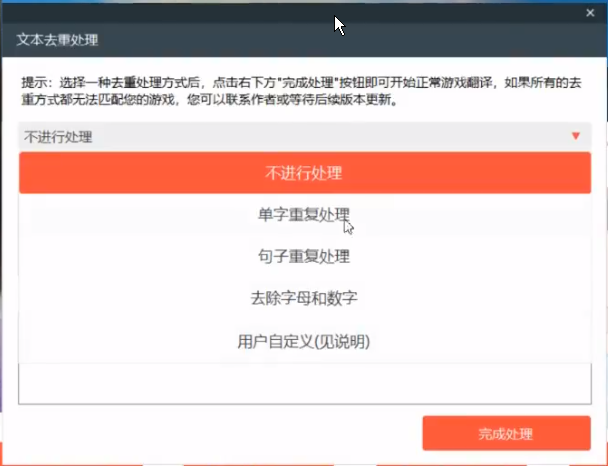 文本去重处理
提示：选择一种去重处理方式后，点击右下方"完成处理"按钮即可开始正常游戏翻译，如果所有的去
重方式都无法匹配您的游戏，您可以联系作者或等待后续版本更新。
不进行处理
不进行处理
单字重复处理
句子重复处理
去除字母和数字
用户自定义(见说明)
完成处理